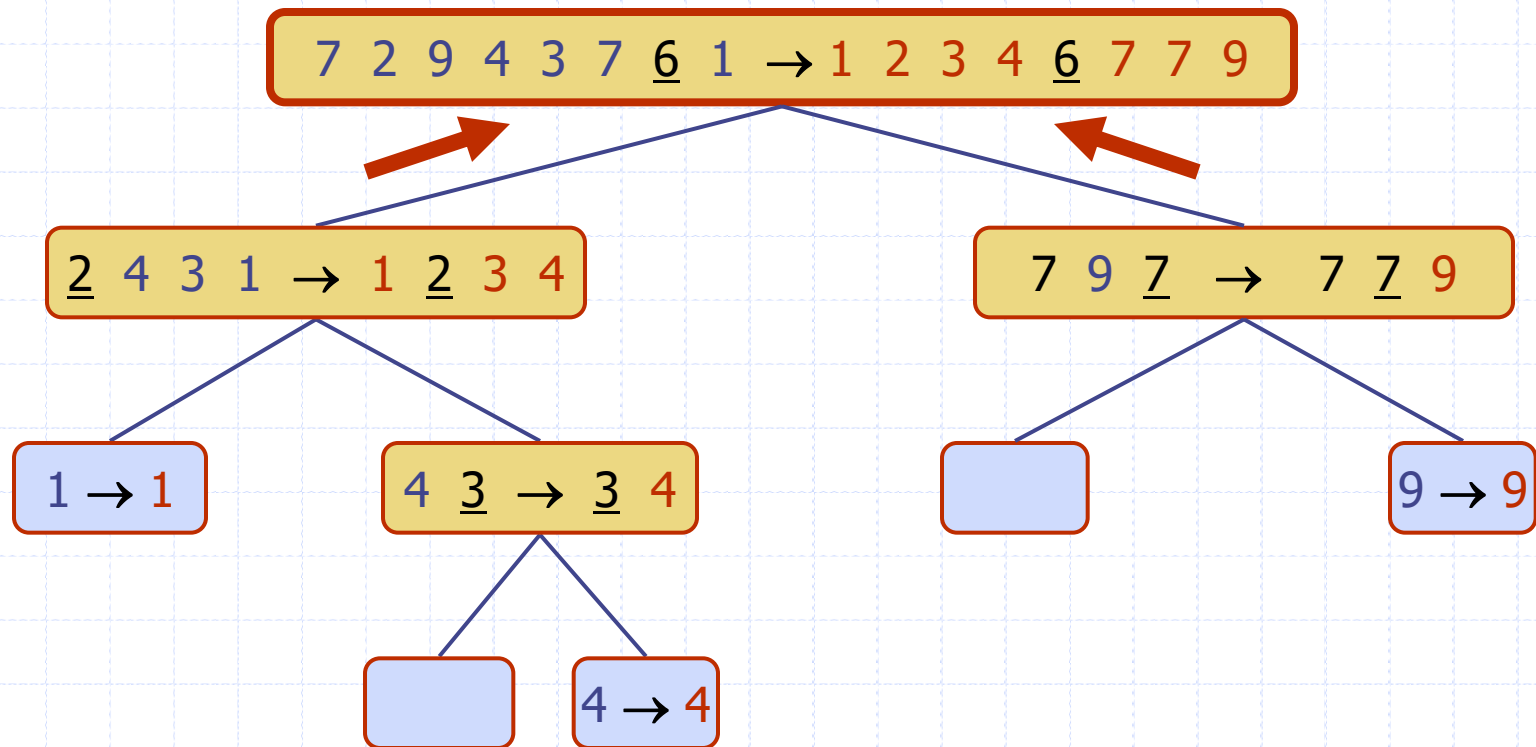 7 2 9 4 3 7 6 1 → 1 2 3 4 6 7 7 9
2 4 3 1 → 1 2 3 4
7 9 7 → 7 7 9
1 → 1
4 3 → 3 4
9 → 9
4 → 4